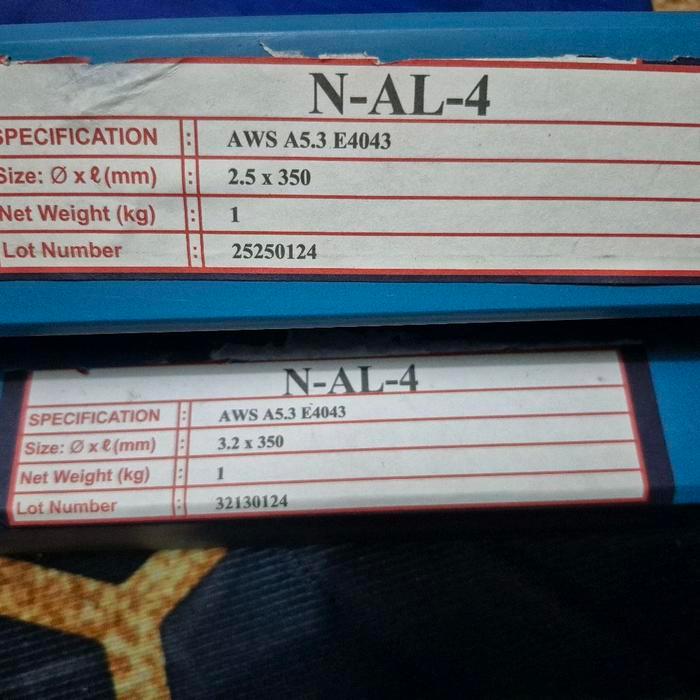 N-AL-4
SPECIFICATION : AWS A5.3 E4043
Size: Ø x ℓ (mm) : 2.5 x 350
Net Weight (kg) : 1
Lot Number : 25250124
N-AL-4
SPECIFICATION : AWS A5.3 E4043
Size: Ø x ℓ (mm) : 3.2 x 350
Net Weight (kg) : 1
Lot Number : 32130124